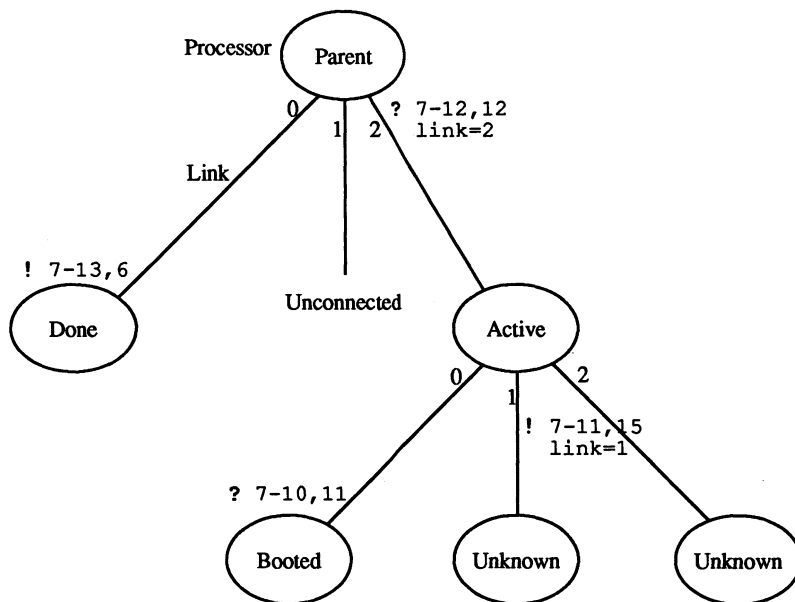 Processor
Parent
0
1
2
? 7-12,12
link=2
Link
! 7-13,6
Done
Unconnected
Active
0
1
2
! 7-11,15
link=1
? 7-10,11
Booted
Unknown
Unknown